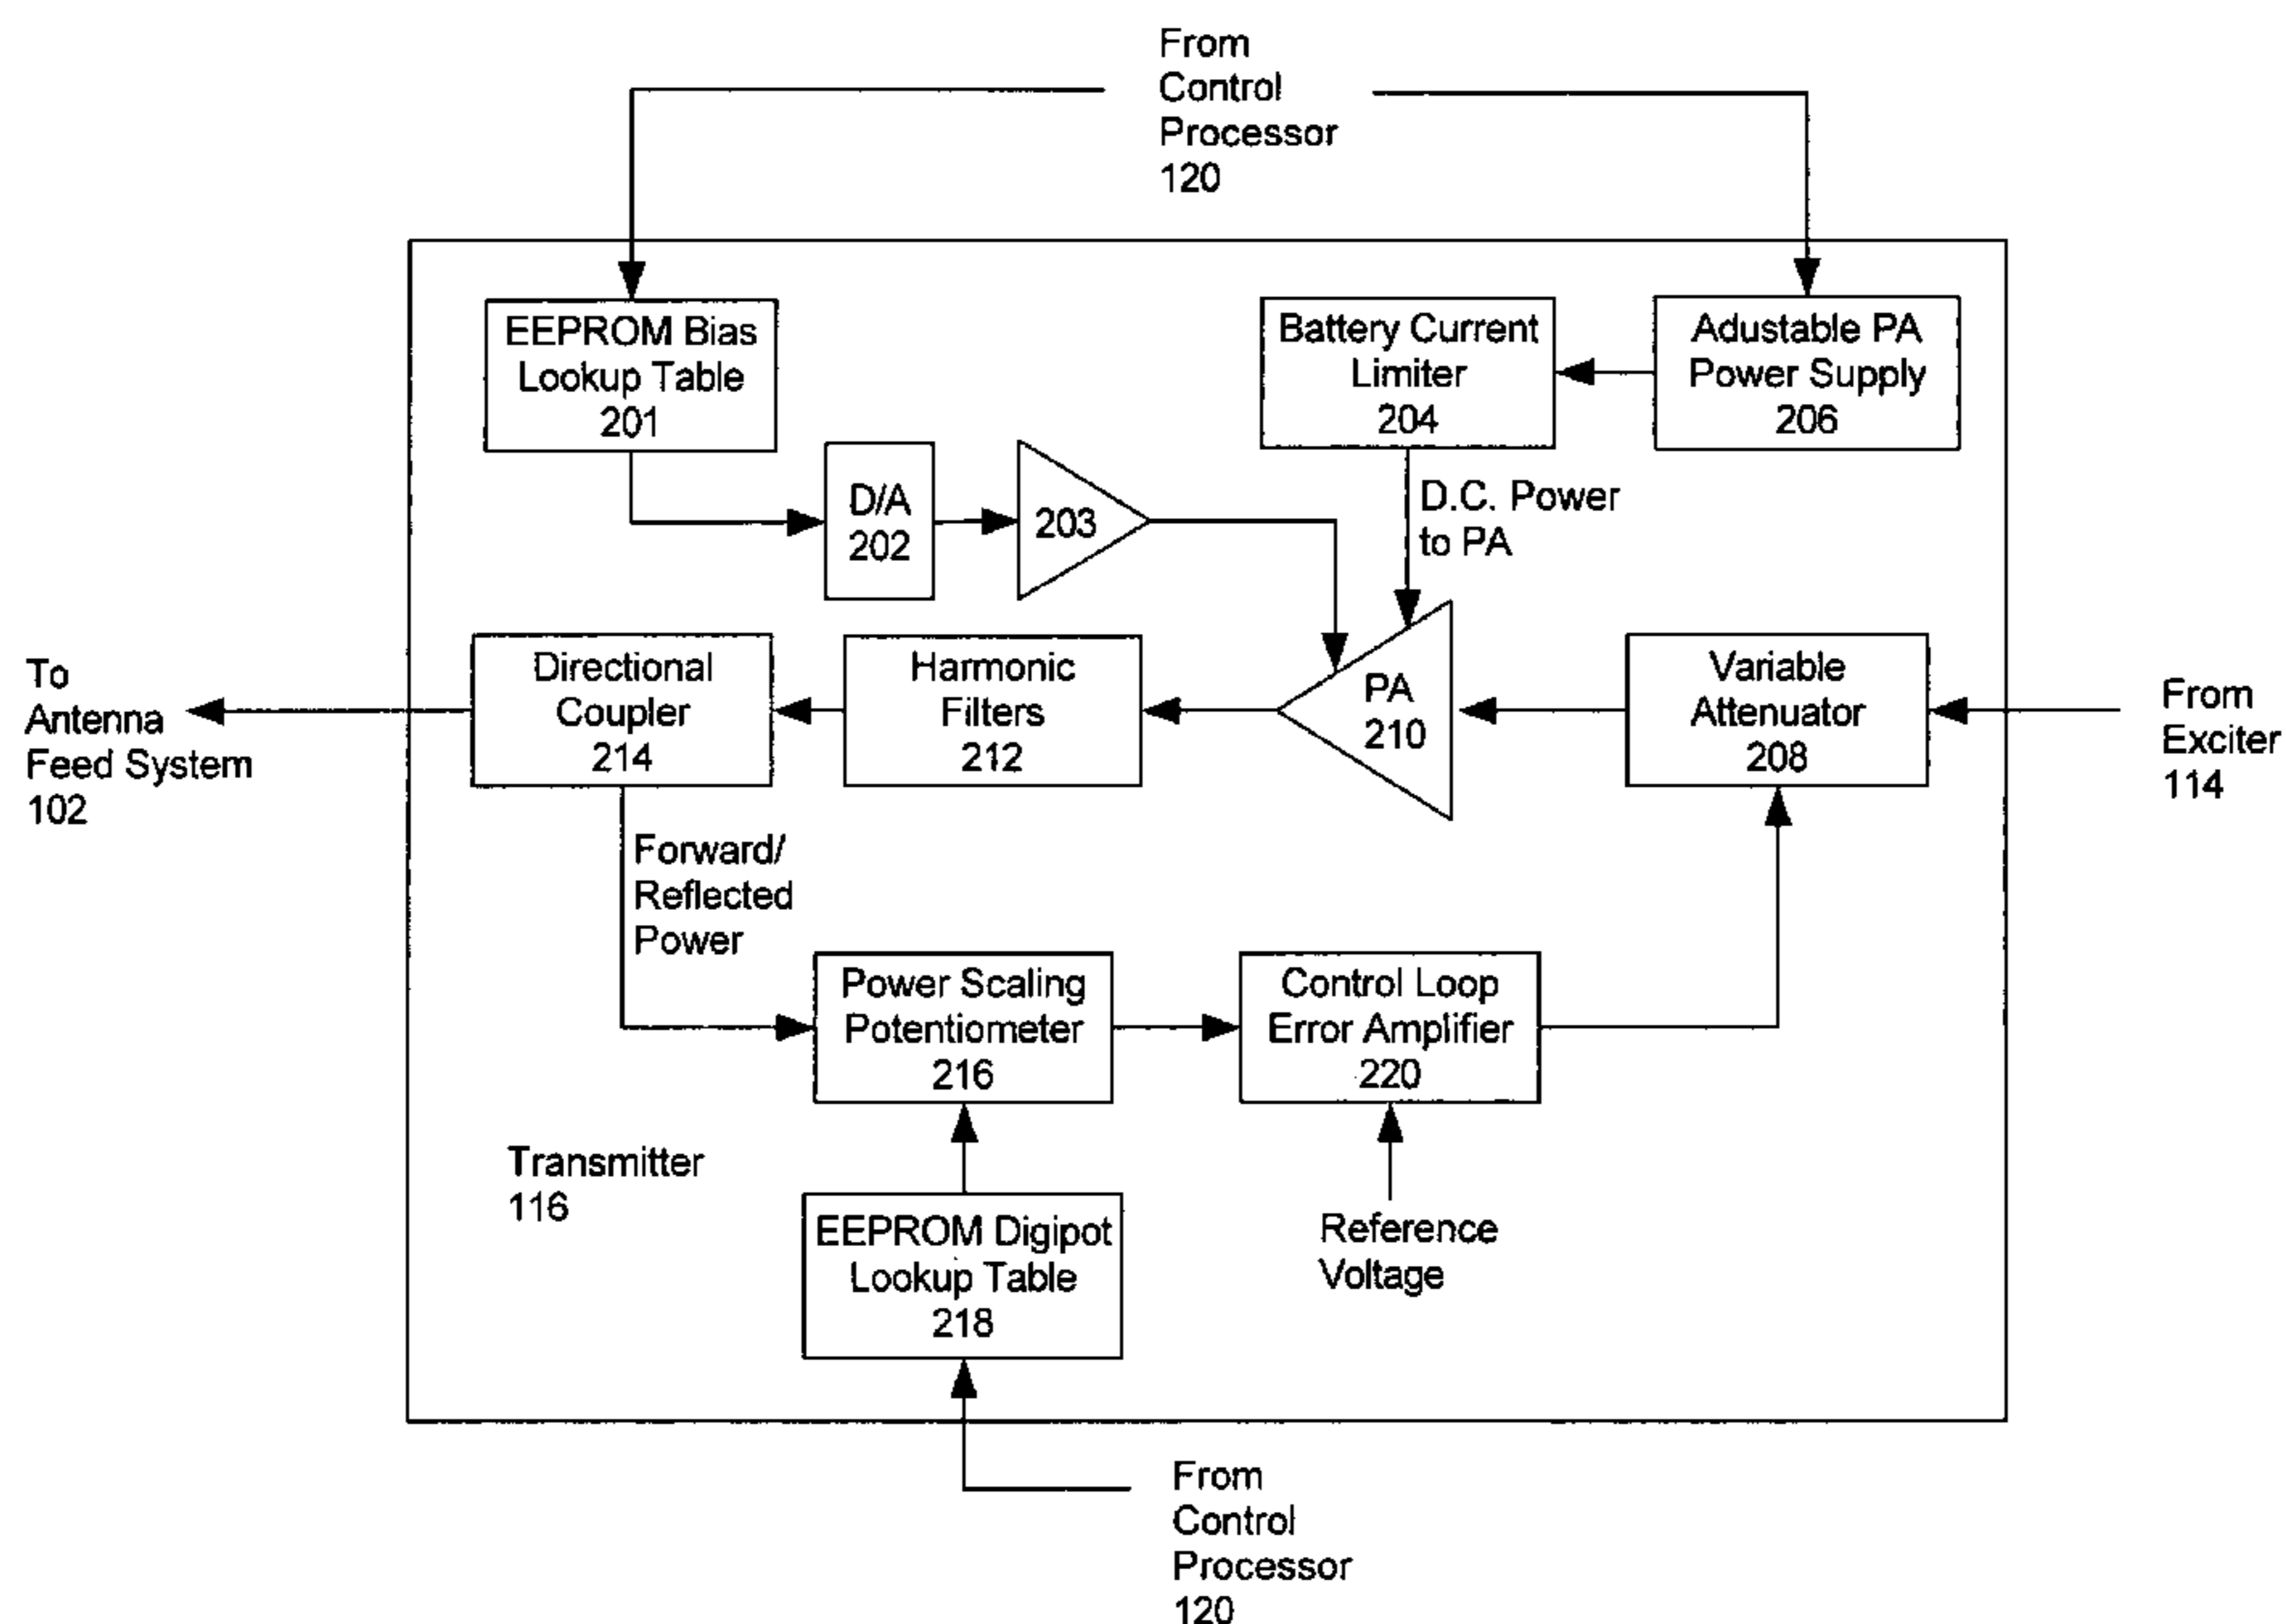 From
Control
Processor
120
EEPROM Bias
Lookup Table
201
Battery Current
Limiter
204
Adustable PA
Power Supply
206
D/A
202
203
D.C. Power
to PA
To
Antenna
Feed System
102
Directional
Coupler
214
Harmonic
Filters
212
PA
210
Variable
Attenuator
208
From
Exciter
114
Forward/
Reflected
Power
Power Scaling
Potentiometer
216
Control Loop
Error Amplifier
220
Transmitter
116
EEPROM Digipot
Lookup Table
218
Reference
Voltage
From
Control
Processor
120